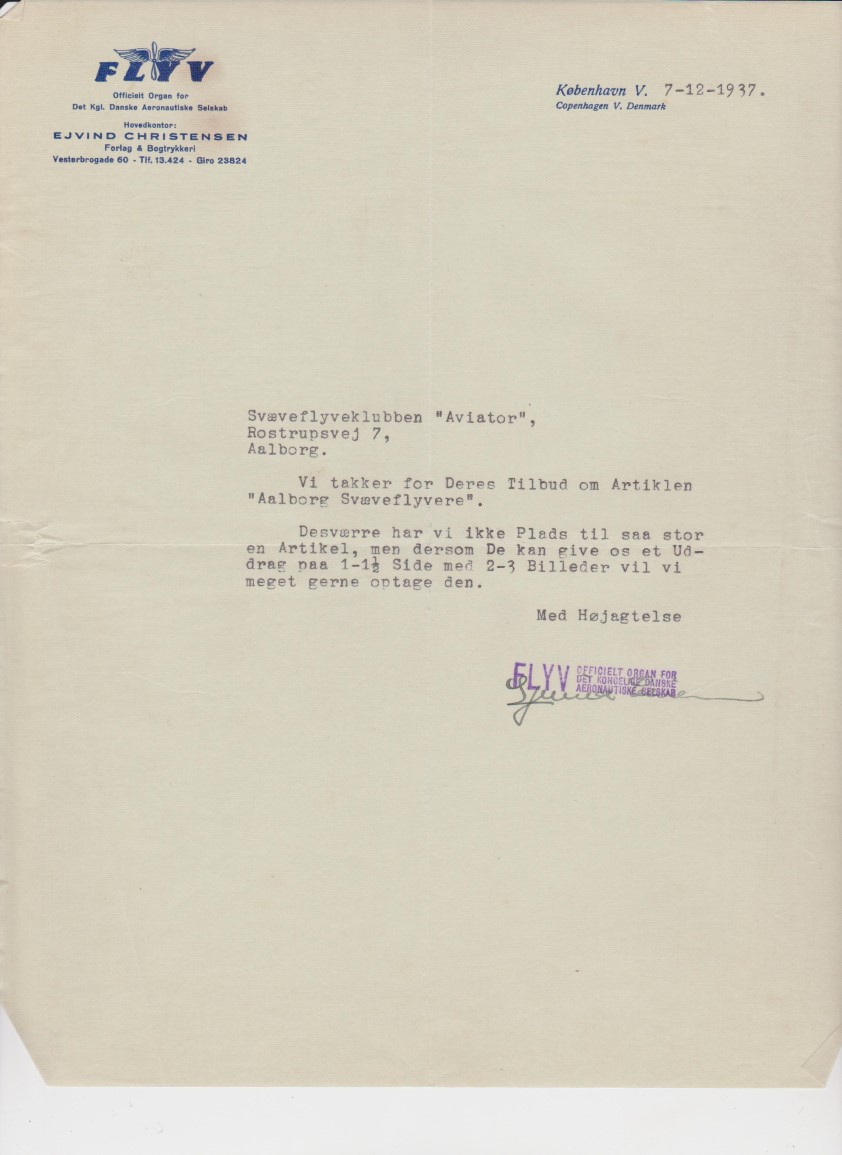 FLYV
Officielt Organ for
Det Kgl. Danske Aeronautiske Selskab
Hovedkontor:
EJVIND CHRISTENSEN
Forlag & Bogtrykkeri
Vesterbrogade 60 - Tlf. 13.424 - Giro 23824
København V. 7-12-1937.
Copenhagen V. Denmark
Svæveflyveklubben "Aviator",
Rostrupsvej 7,
Aalborg.
Vi takker for Deres Tilbud om Artiklen
"Aalborg Svæveflyvere".
Desværre har vi ikke Plads til saa stor
en Artikel, men dersom De kan give os et Ud-
drag paa 1-1½ Side med 2-3 Billeder vil vi
meget gerne optage den.
Med Højagtelse
FLYV OFFICIELT ORGAN FOR
DET KONGELIGE DANSKE
AERONAUTISKE SELSKAB